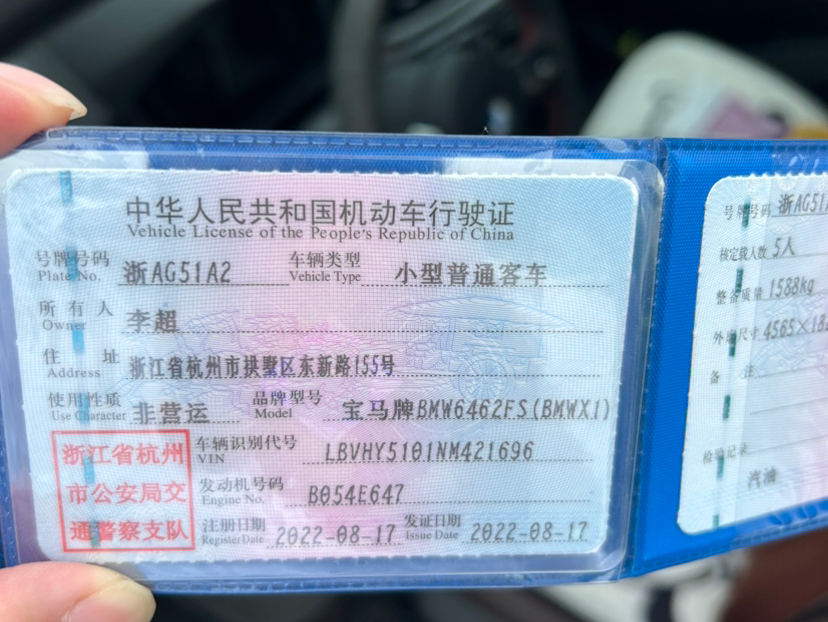 中华人民共和国机动车行驶证
Vehicle License of the People's Republic of China
号牌号码 浙AG51A2 车辆类型 小型普通客车
Plate No. Vehicle Type
所有人 李超
Owner
住址 浙江省杭州市拱墅区东新路155号
Address
使用性质 非营运 品牌型号 宝马牌BMW6462FS(BMWX1)
Use Character Model
浙江省杭州
市公安局交
通警察支队
车辆识别代号 LBVHY5101NM421696
VIN
发动机号码 B054E647
Engine No.
注册日期 2022-08-17 发证日期 2022-08-17
Register Date Issue Date
号牌号码 浙AG51A
核定载人数 5人
整备质量 1588kg
外廓尺寸 4565×18
备注
检验记录
汽油